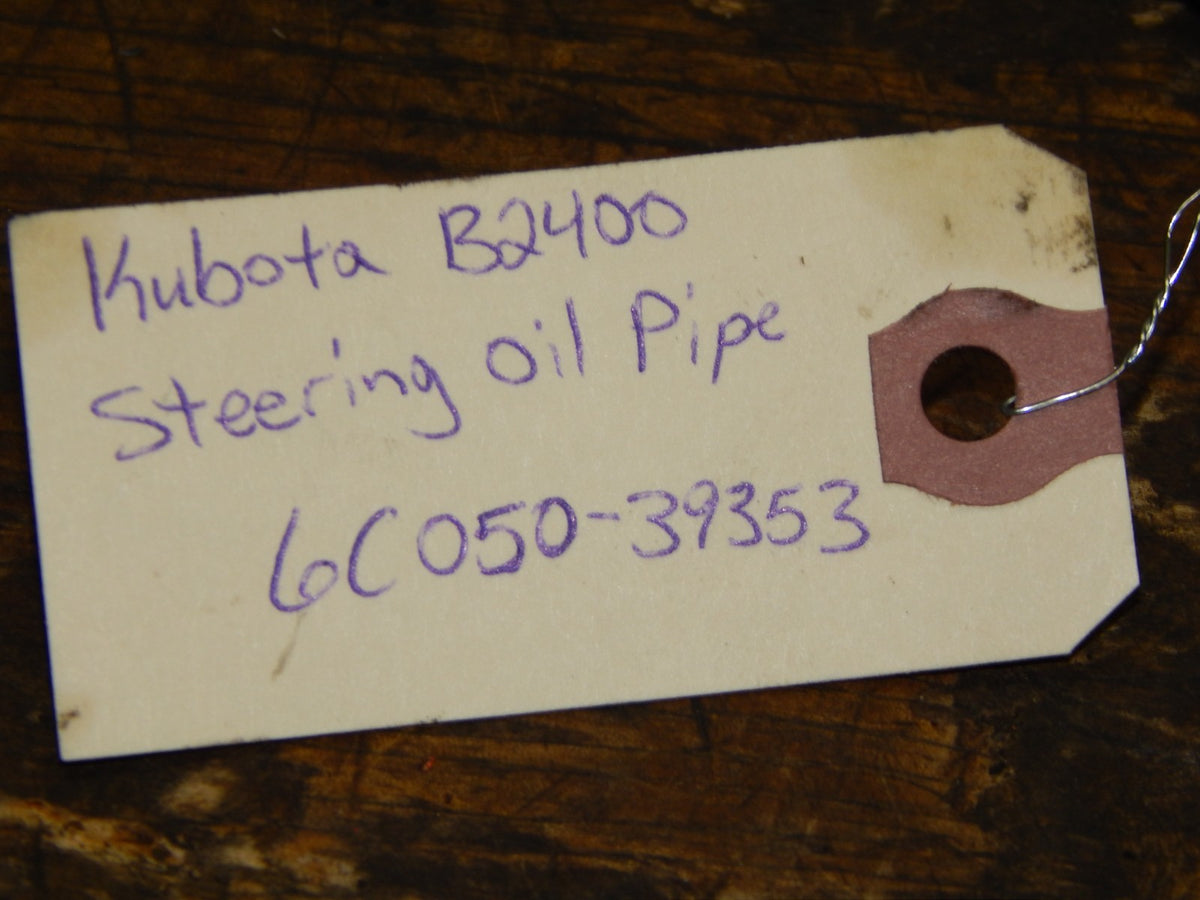 Kubota B2400
Steering Oil Pipe
6C050-39353